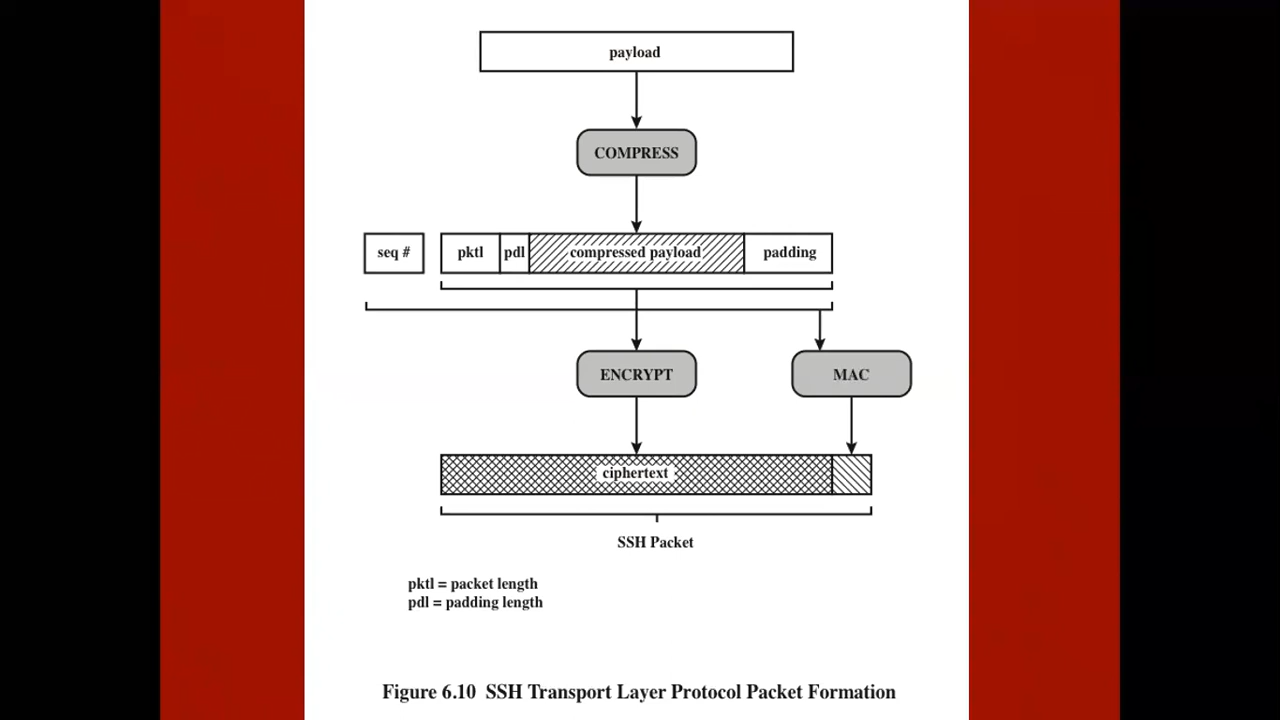 payload
COMPRESS
seq # pktl pdl compressed payload padding
ENCRYPT MAC
ciphertext
SSH Packet
pktl = packet length
pdl = padding length
Figure 6.10 SSH Transport Layer Protocol Packet Formation